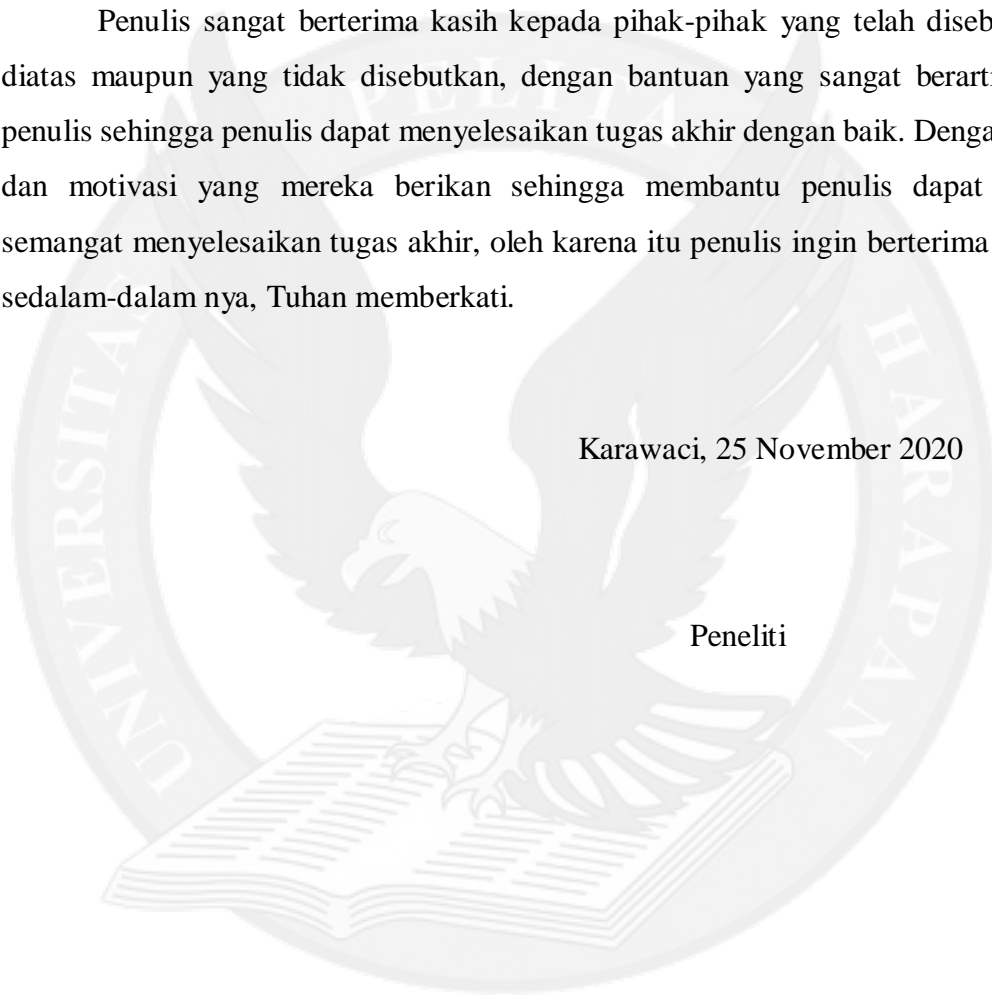 Penulis sangat berterima kasih kepada pihak-pihak yang telah diseb
diatas maupun yang tidak disebutkan, dengan bantuan yang sangat berarti
penulis sehingga penulis dapat menyelesaikan tugas akhir dengan baik. Denga
dan motivasi yang mereka berikan sehingga membantu penulis dapat
semangat menyelesaikan tugas akhir, oleh karena itu penulis ingin berterima
sedalam-dalam nya, Tuhan memberkati.
UNIVERSITAS PELITA HARAPAN
Karawaci, 25 November 2020
Peneliti